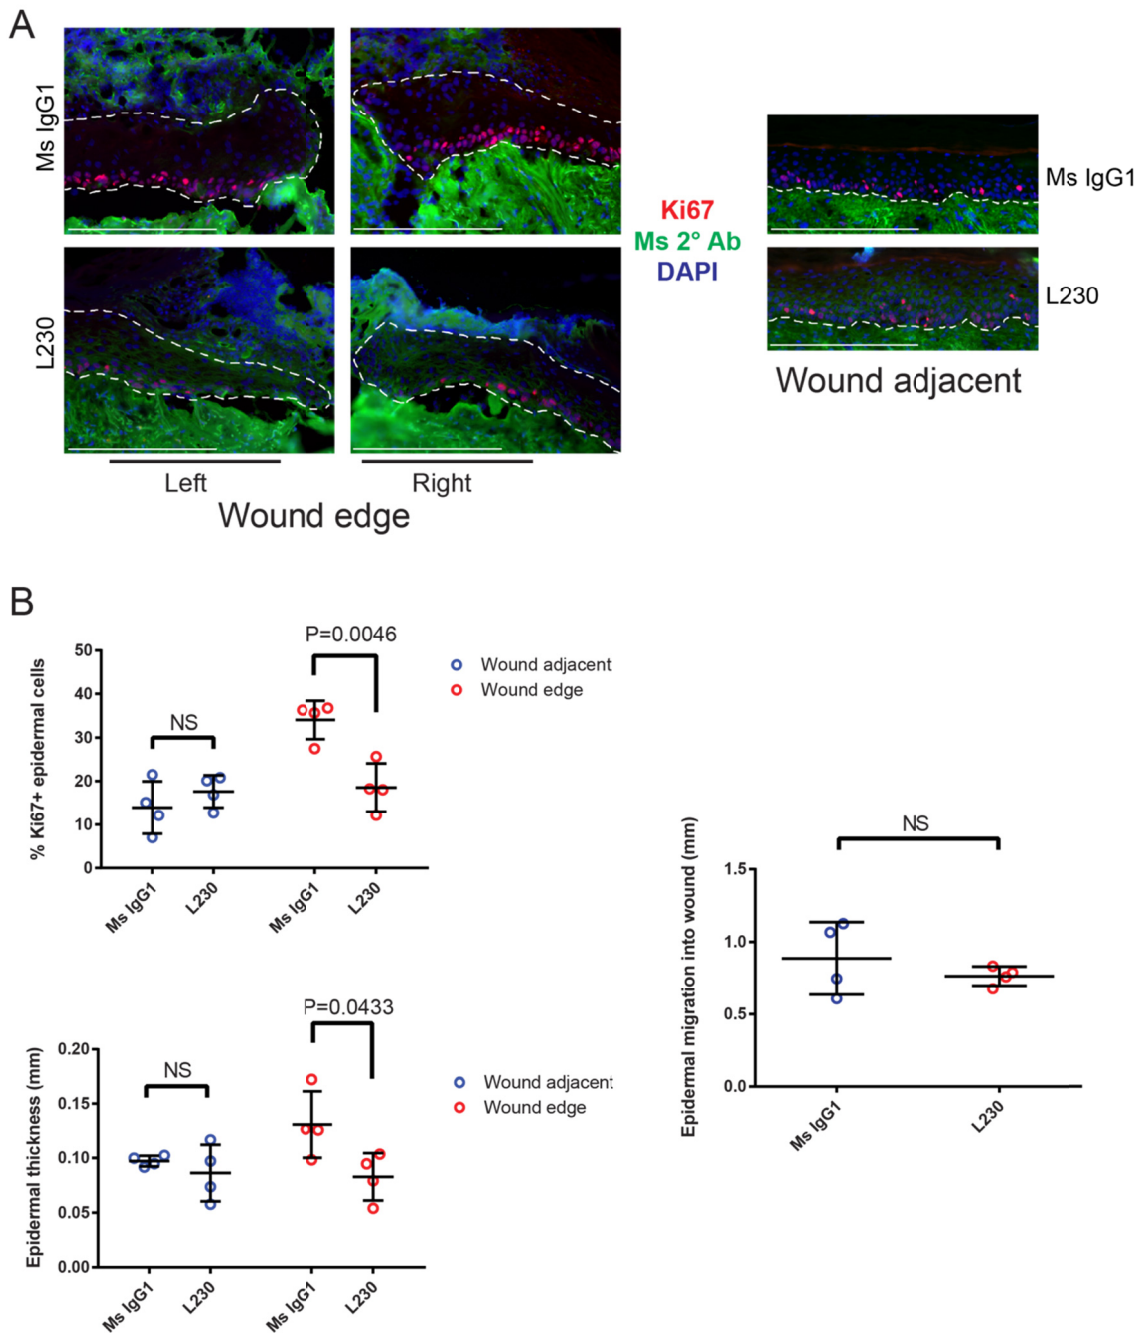 A
Ms IgG1
L230
Left
Right
Wound edge
Ki67
Ms 2° Ab
DAPI
Ms IgG1
L230
Wound adjacent
B
% Ki67+ epidermal cells
50
40
30
20
10
0
NS
P=0.0046
Wound adjacent
Wound edge
Ms IgG1
L230
Ms IgG1
L230
Epidermal thickness (mm)
0.20
0.15
0.10
0.05
0.00
NS
P=0.0433
Wound adjacent
Wound edge
Ms IgG1
L230
Ms IgG1
L230
Epidermal migration into wound (mm)
1.5
1.0
0.5
0.0
NS
Ms IgG1
L230